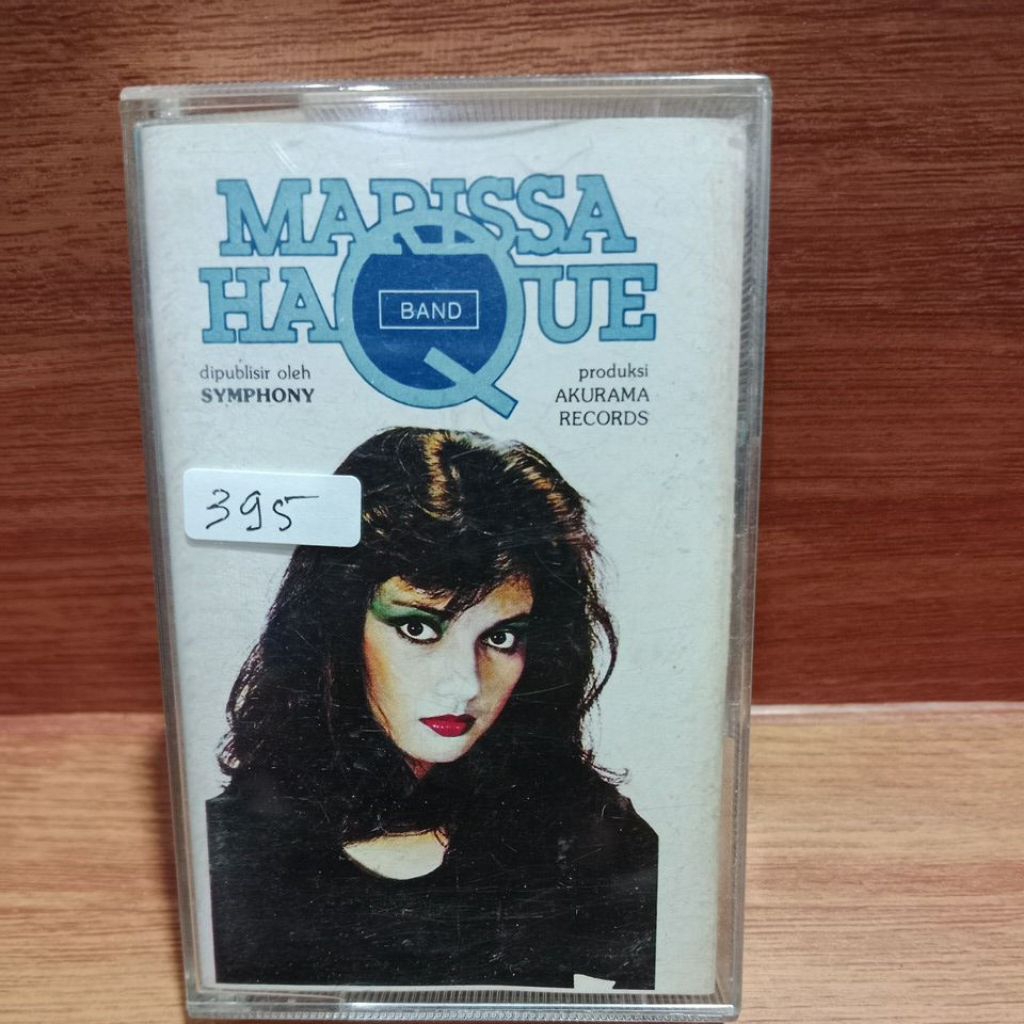 MARISSA
HAQUE
BAND
dipublisir oleh
SYMPHONY
produksi
AKURAMA
RECORDS
395